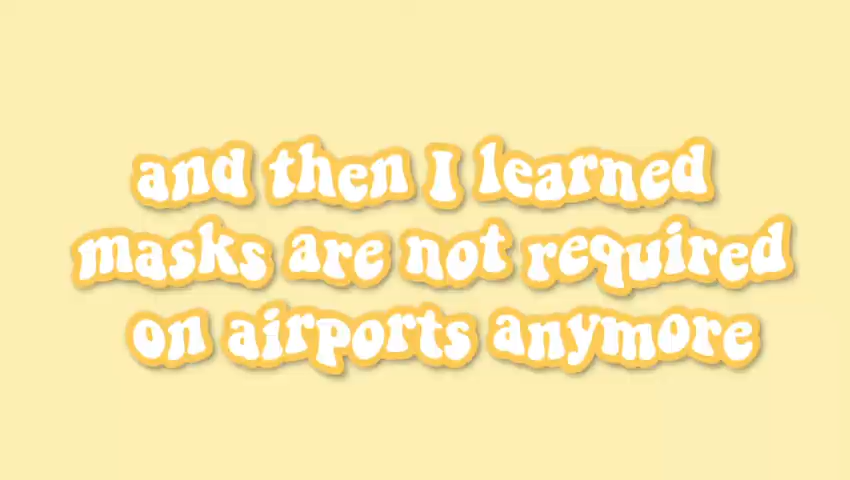 and then I learned
masks are not required
on airports anymore